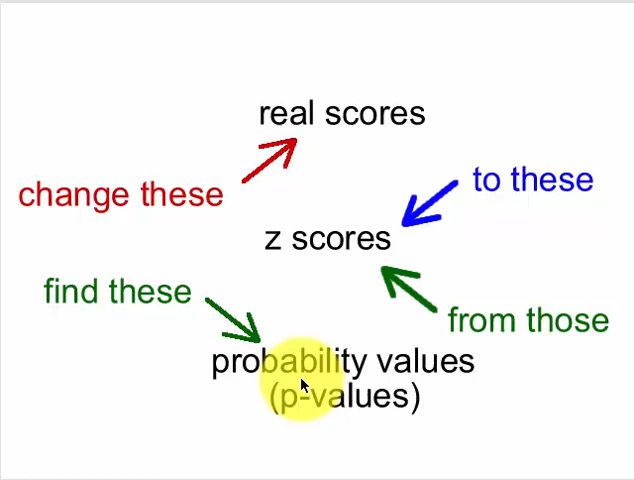 real scores
change these
to these
z scores
find these
from those
probability values
(p-values)